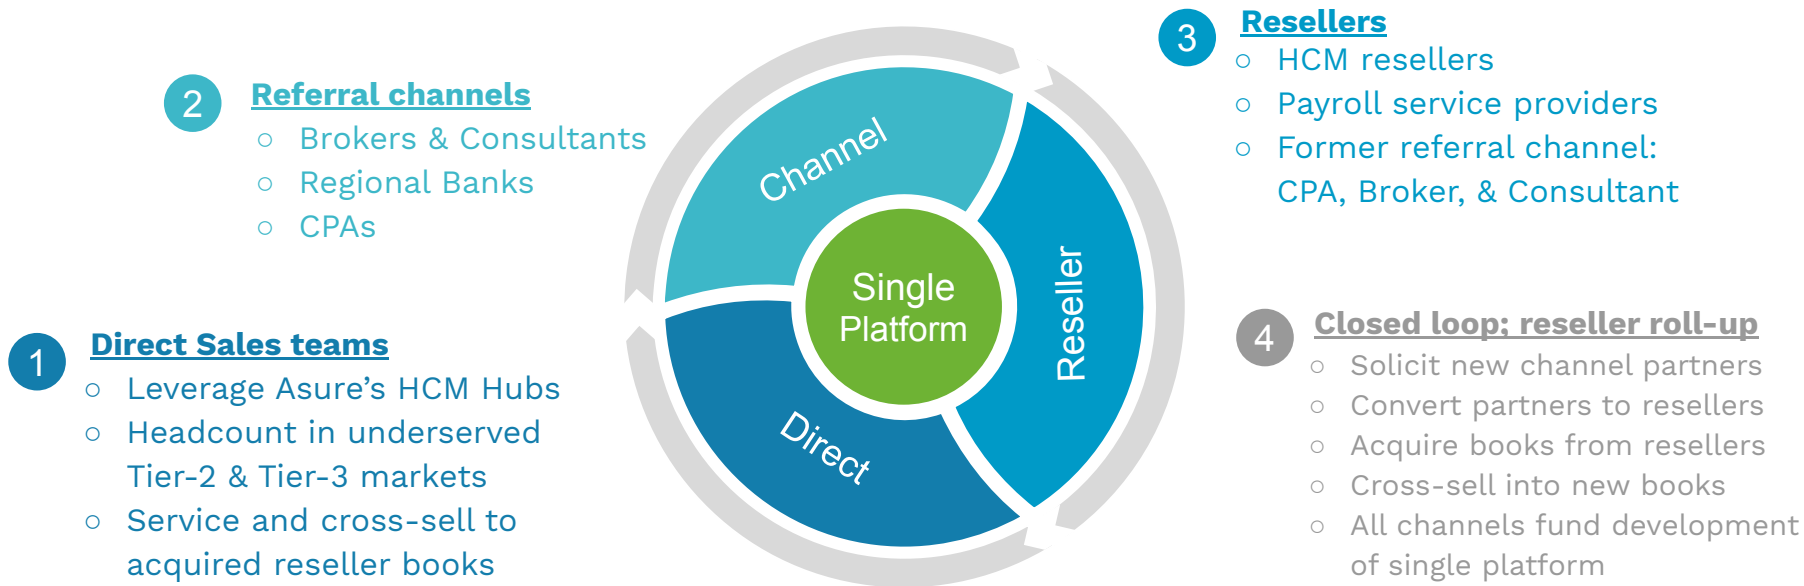 1
Direct Sales teams
○ Leverage Asure’s HCM Hubs
○ Headcount in underserved
Tier-2 & Tier-3 markets
○ Service and cross-sell to
acquired reseller books
2
Referral channels
○ Brokers & Consultants
○ Regional Banks
○ CPAs
Channel
Reseller
Direct
Single
Platform
3
Resellers
○ HCM resellers
○ Payroll service providers
○ Former referral channel:
CPA, Broker, & Consultant
4
Closed loop; reseller roll-up
○ Solicit new channel partners
○ Convert partners to resellers
○ Acquire books from resellers
○ Cross-sell into new books
○ All channels fund development
of single platform